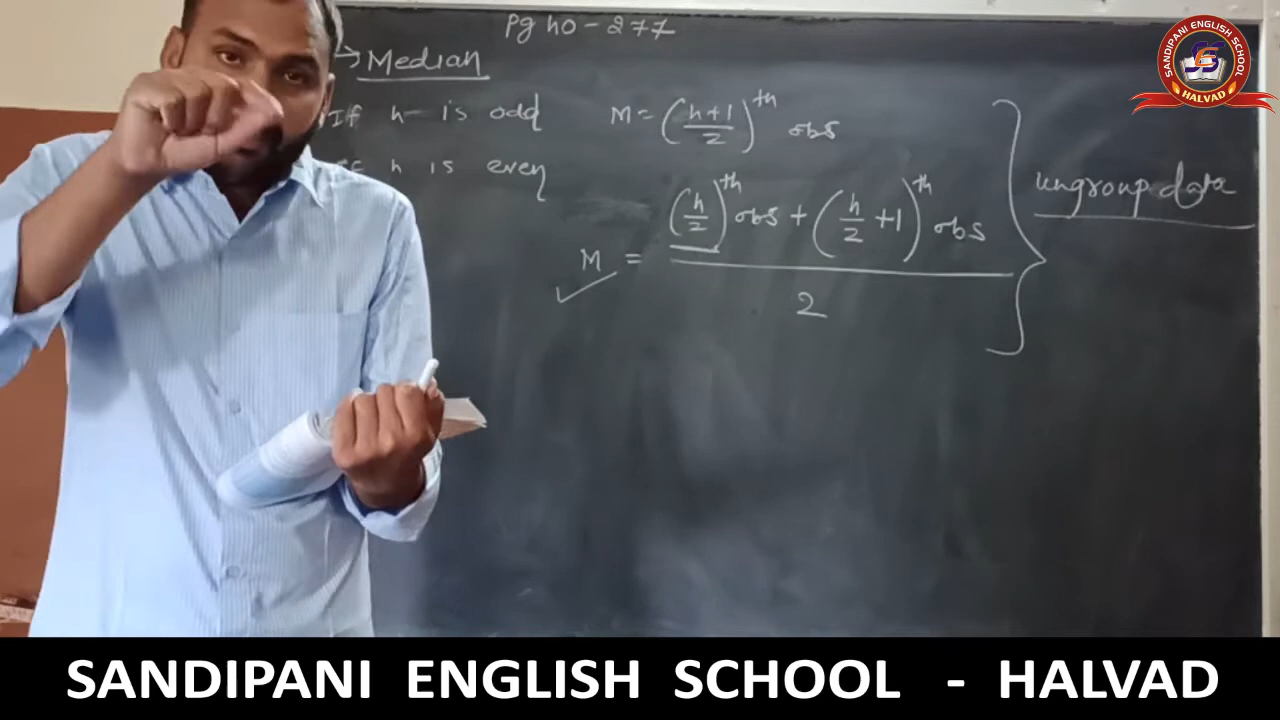 Pg no - 277
→ Median
If n is odd M = (n+1/2)^th obs
n is even
M = (n/2)^th obs + (n/2 + 1)^th obs / 2
ungroup data
SANDIPANI ENGLISH SCHOOL
SES
HALVAD
SANDIPANI ENGLISH SCHOOL - HALVAD